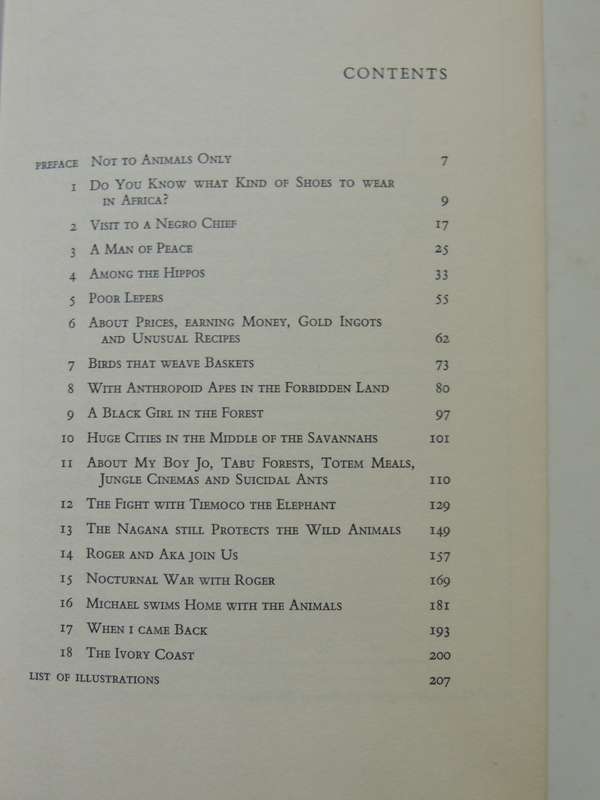 CONTENTS
PREFACE NOT TO ANIMALS ONLY 7
1 DO YOU KNOW WHAT KIND OF SHOES TO WEAR
IN AFRICA? 9
2 VISIT TO A NEGRO CHIEF 17
3 A MAN OF PEACE 25
4 AMONG THE HIPPOS 33
5 POOR LEPERS 55
6 ABOUT PRICES, EARNING MONEY, GOLD INGOTS
AND UNUSUAL RECIPES 62
7 BIRDS THAT WEAVE BASKETS 73
8 WITH ANTHROPOID APES IN THE FORBIDDEN LAND 80
9 A BLACK GIRL IN THE FOREST 97
10 HUGE CITIES IN THE MIDDLE OF THE SAVANNAHS 101
11 ABOUT MY BOY JO, TABU FORESTS, TOTEM MEALS,
JUNGLE CINEMAS AND SUICIDAL ANTS 110
12 THE FIGHT WITH TIEMOCO THE ELEPHANT 129
13 THE NAGANA STILL PROTECTS THE WILD ANIMALS 149
14 ROGER AND AKA JOIN US 157
15 NOCTURNAL WAR WITH ROGER 169
16 MICHAEL SWIMS HOME WITH THE ANIMALS 181
17 WHEN I CAME BACK 193
18 THE IVORY COAST 200
LIST OF ILLUSTRATIONS 207